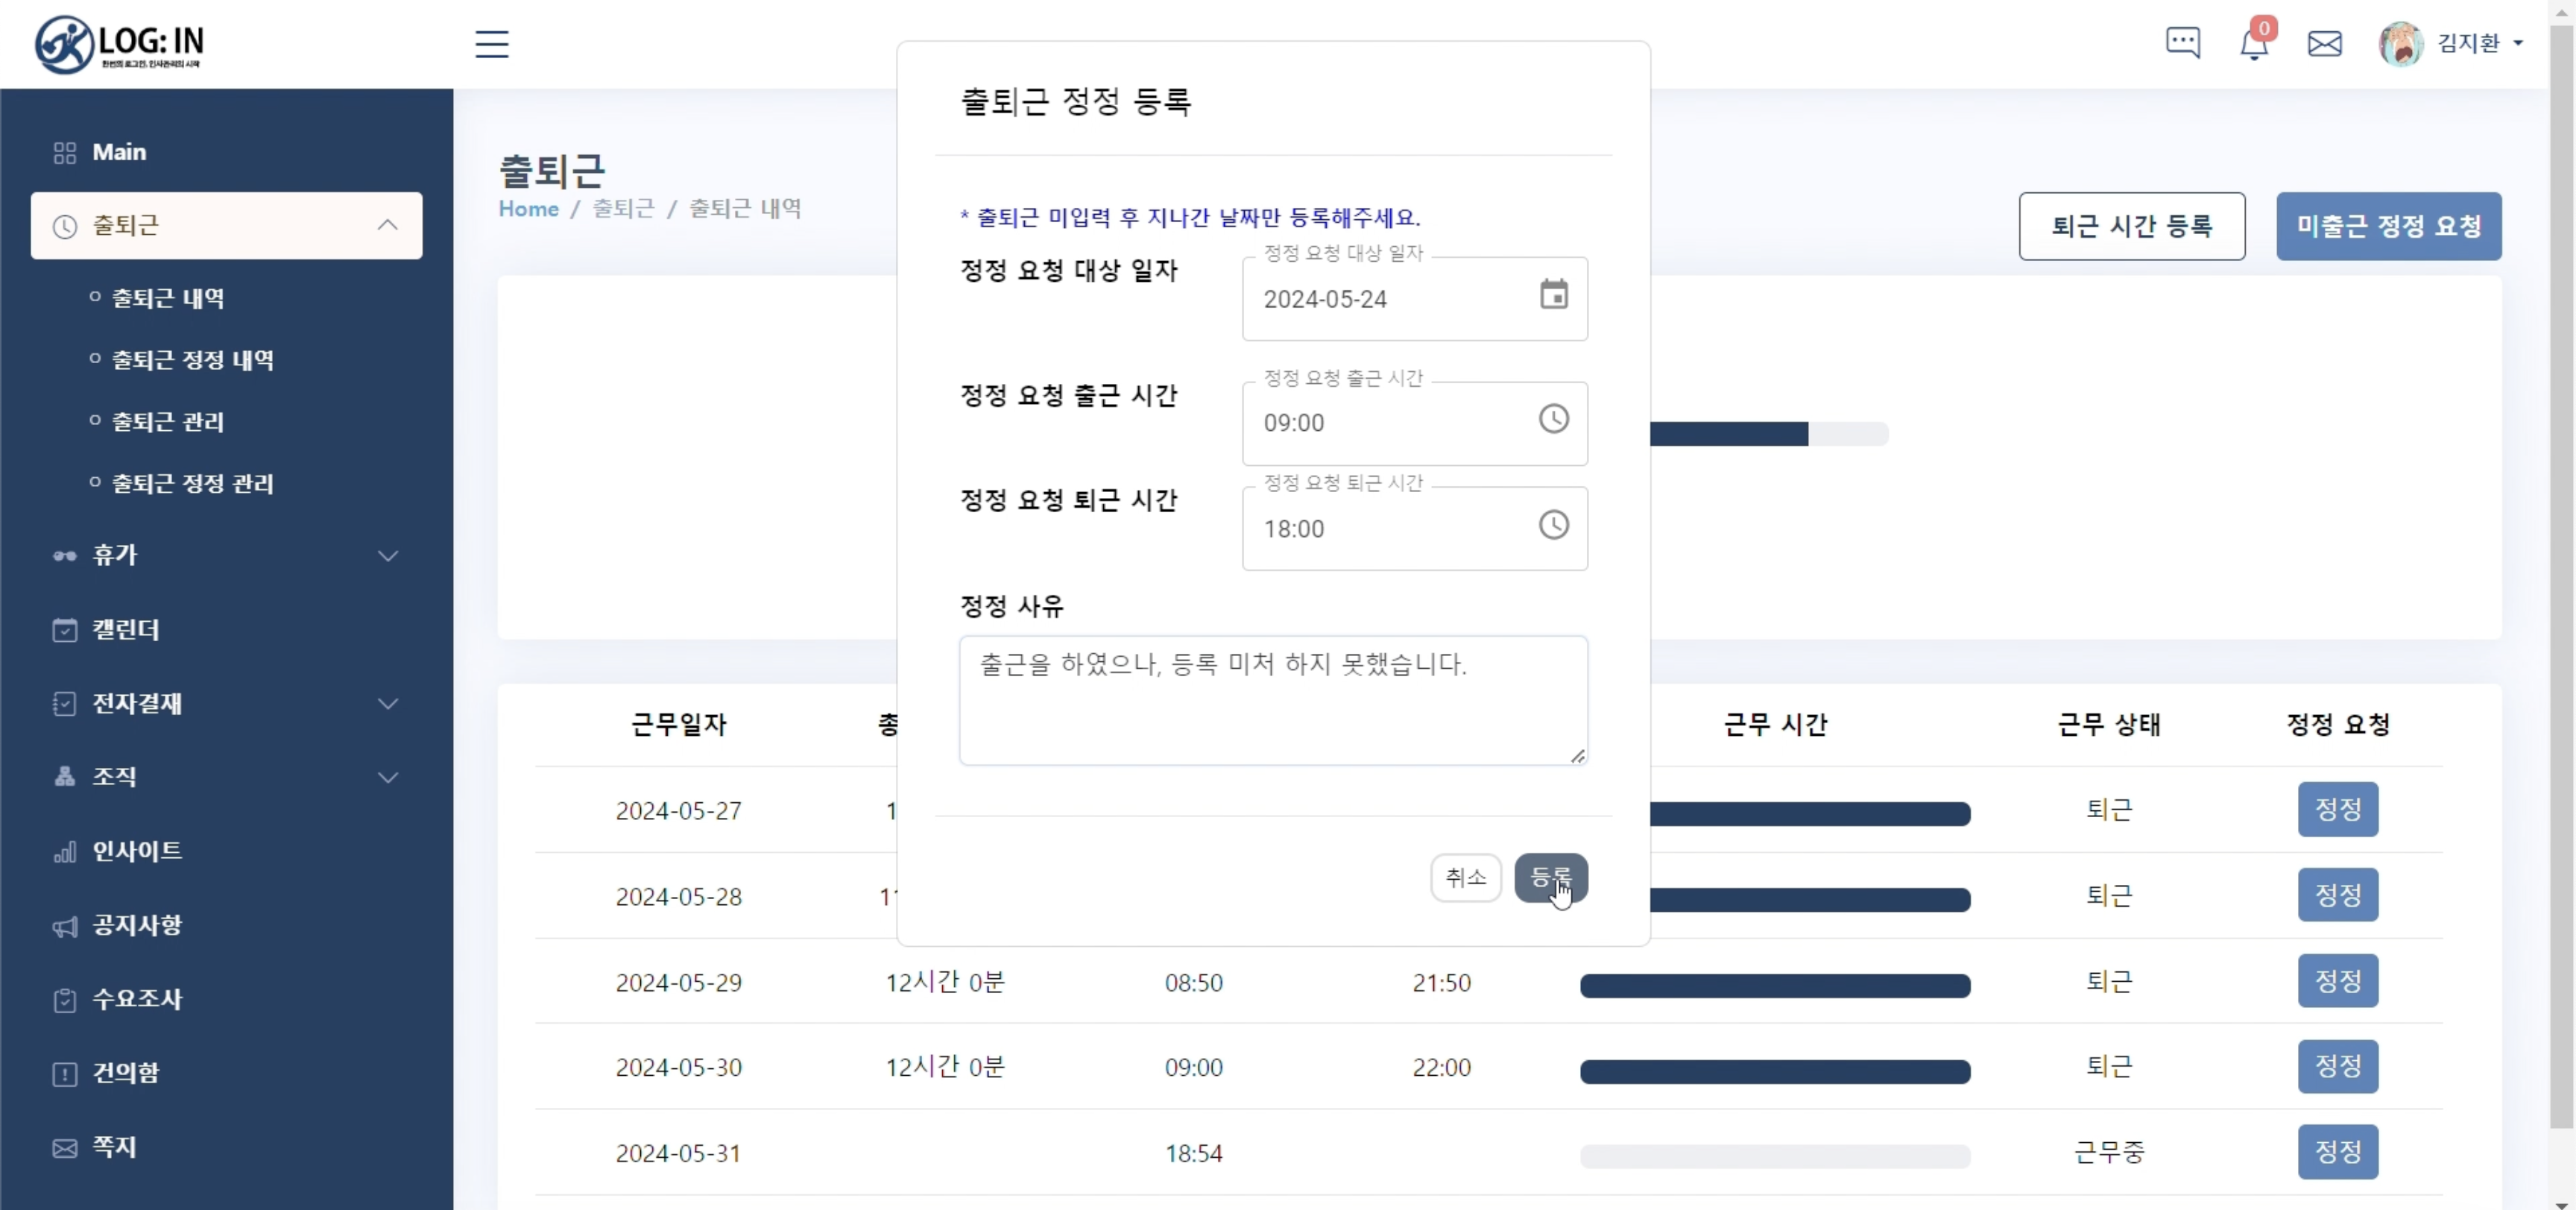 LOG: IN
한번의 로그인, 인사관리의 시작
0
김지환
Main
출퇴근
출퇴근 내역
출퇴근 정정 내역
출퇴근 관리
출퇴근 정정 관리
휴가
캘린더
전자결재
조직
인사이트
공지사항
수요조사
건의함
쪽지
출퇴근
Home / 출퇴근 / 출퇴근 내역
퇴근 시간 등록
미출근 정정 요청
출퇴근 정정 등록
* 출퇴근 미입력 후 지나간 날짜만 등록해주세요.
정정 요청 대상 일자
정정 요청 대상 일자
2024-05-24
정정 요청 출근 시간
정정 요청 출근 시간
09:00
정정 요청 퇴근 시간
정정 요청 퇴근 시간
18:00
정정 사유
출근을 하였으나, 등록 미처 하지 못했습니다.
취소 등록
근무일자 총 근무 시간 근무 상태 정정 요청
2024-05-27 1 퇴근 정정
2024-05-28 11 퇴근 정정
2024-05-29 12시간 0분 08:50 21:50 퇴근 정정
2024-05-30 12시간 0분 09:00 22:00 퇴근 정정
2024-05-31 18:54 근무중 정정